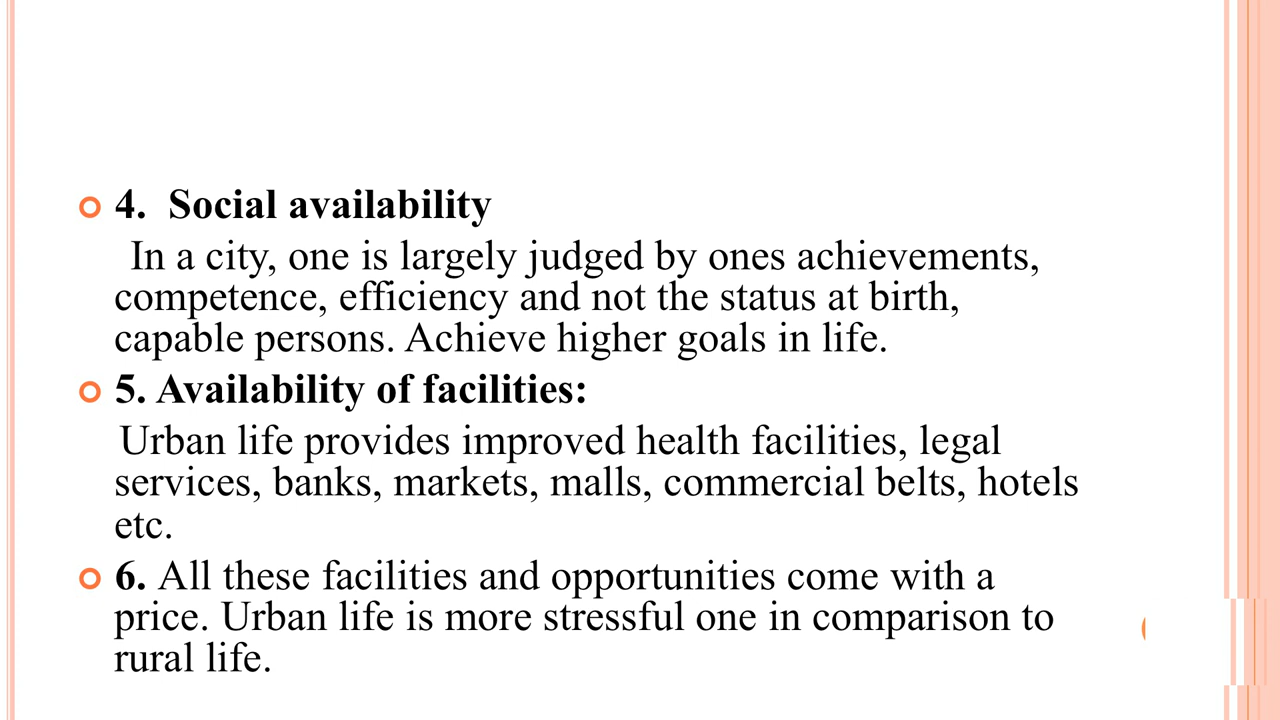 4. Social availability
In a city, one is largely judged by ones achievements,
competence, efficiency and not the status at birth,
capable persons. Achieve higher goals in life.
5. Availability of facilities:
Urban life provides improved health facilities, legal
services, banks, markets, malls, commercial belts, hotels
etc.
6. All these facilities and opportunities come with a
price. Urban life is more stressful one in comparison to
rural life.